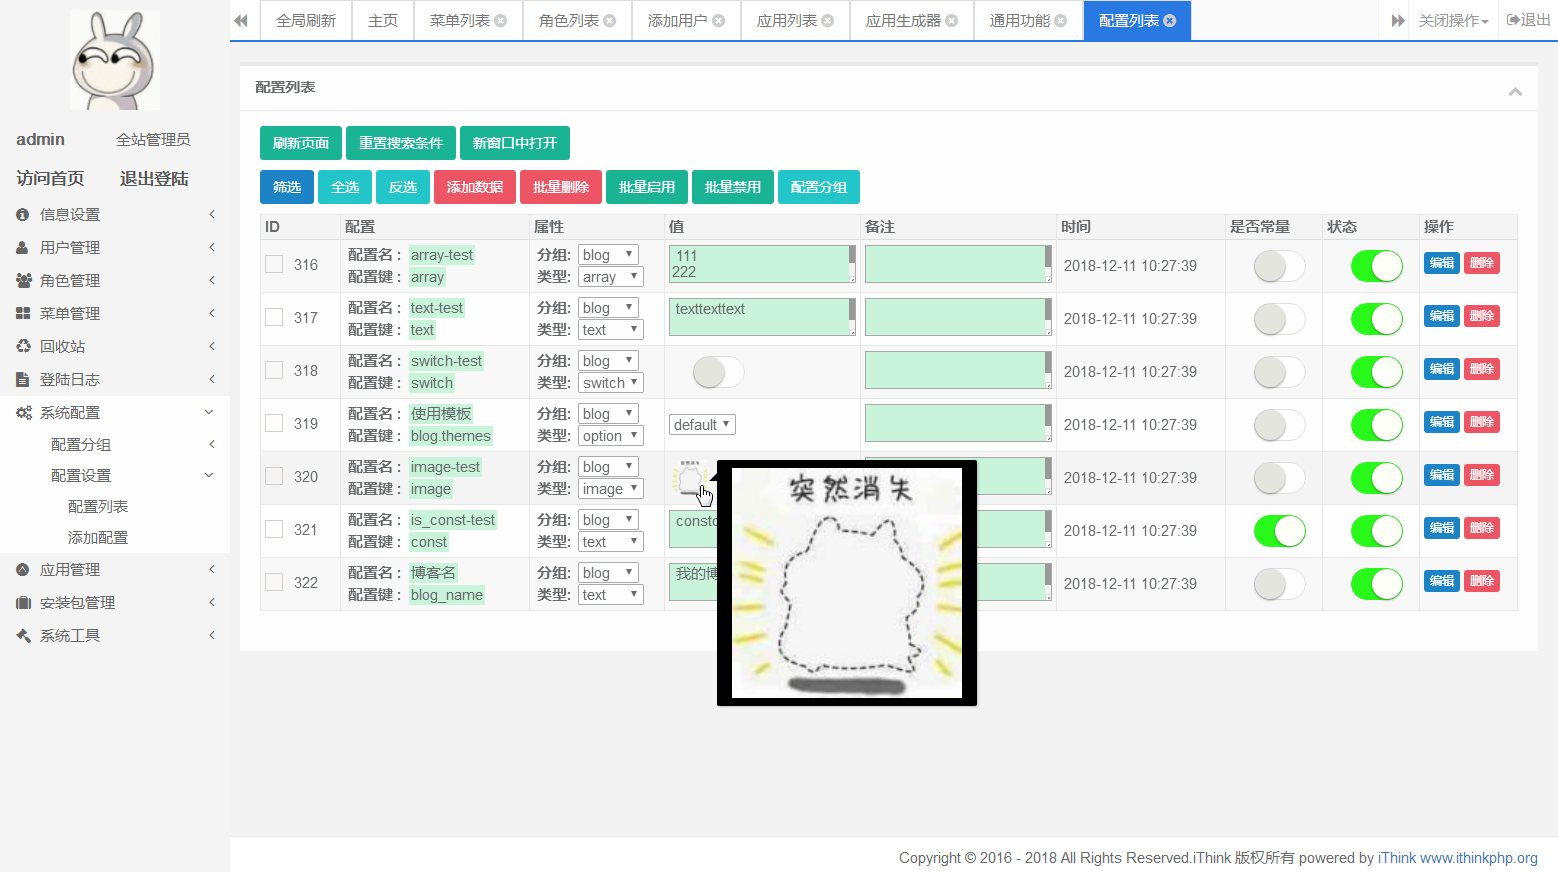 全局刷新 主页 菜单列表 角色列表 添加用户 应用列表 应用生成器 通用功能 配置列表 关闭操作 退出
admin 全站管理员
访问首页 退出登陆
信息设置
用户管理
角色管理
菜单管理
回收站
登陆日志
系统配置
配置分组
配置设置
配置列表
添加配置
应用管理
安装包管理
系统工具
配置列表
刷新页面 重置搜索条件 新窗口中打开
筛选 全选 反选 添加数据 批量删除 批量启用 批量禁用 配置分组
ID 配置 属性 值 备注 时间 是否常量 状态 操作
316 配置名： array-test 分组: blog 111 2018-12-11 10:27:39 编辑 删除
配置键： array 类型: array 222
317 配置名： text-test 分组: blog texttexttext 2018-12-11 10:27:39 编辑 删除
配置键： text 类型: text
318 配置名： switch-test 分组: blog 2018-12-11 10:27:39 编辑 删除
配置键： switch 类型: switch
319 配置名： 使用模板 分组: blog default 2018-12-11 10:27:39 编辑 删除
配置键： blog.themes 类型: option
320 配置名： image-test 分组: blog 2018-12-11 10:27:39 编辑 删除
配置键： image 类型: image
321 配置名： is_const-test 分组: blog 2018-12-11 10:27:39 编辑 删除
配置键： const 类型: text
322 配置名： 博客名 分组: blog 我的博 2018-12-11 10:27:39 编辑 删除
配置键： blog_name 类型: text
突然消失
Copyright © 2016 - 2018 All Rights Reserved.iThink 版权所有 powered by iThink www.ithinkphp.org